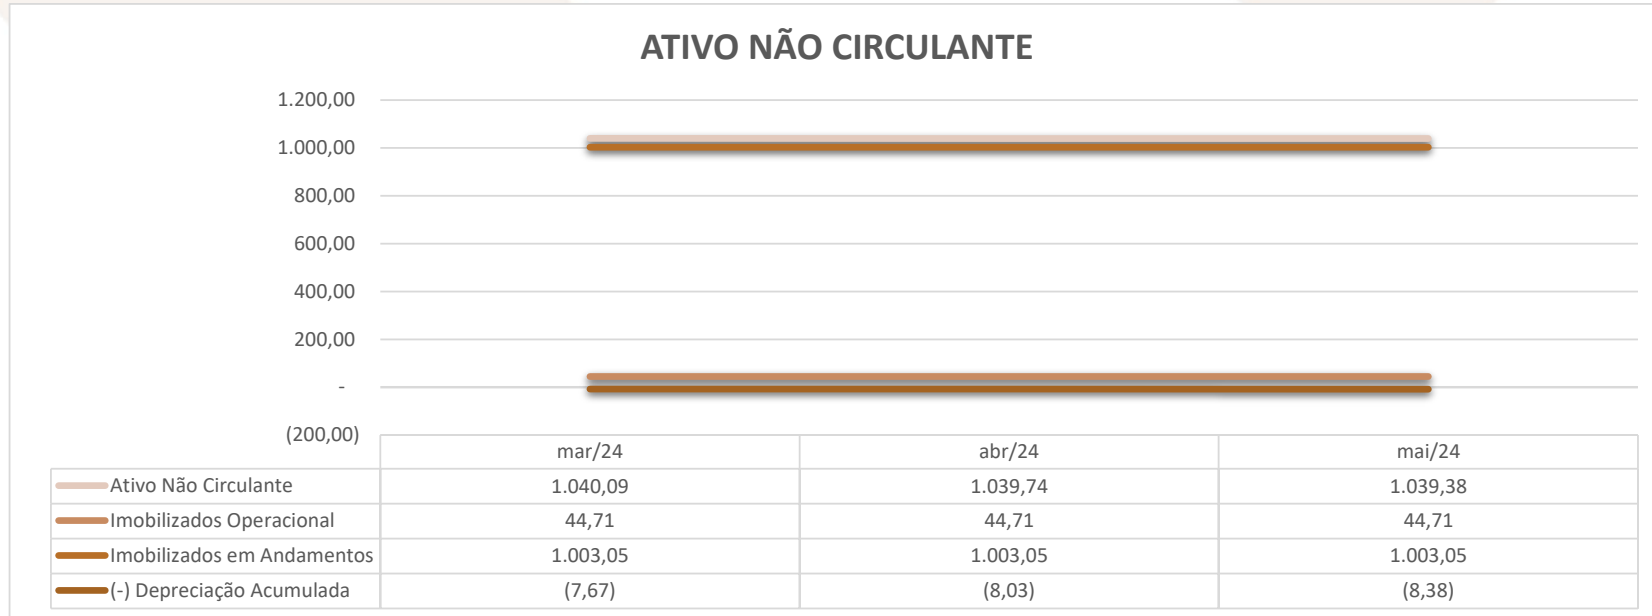 ATIVO NÃO CIRCULANTE
1.200,00
1.000,00
800,00
600,00
400,00
200,00
-
(200,00)
mar/24 abr/24 mai/24
Ativo Não Circulante 1.040,09 1.039,74 1.039,38
Imobilizados Operacional 44,71 44,71 44,71
Imobilizados em Andamentos 1.003,05 1.003,05 1.003,05
(-) Depreciação Acumulada (7,67) (8,03) (8,38)